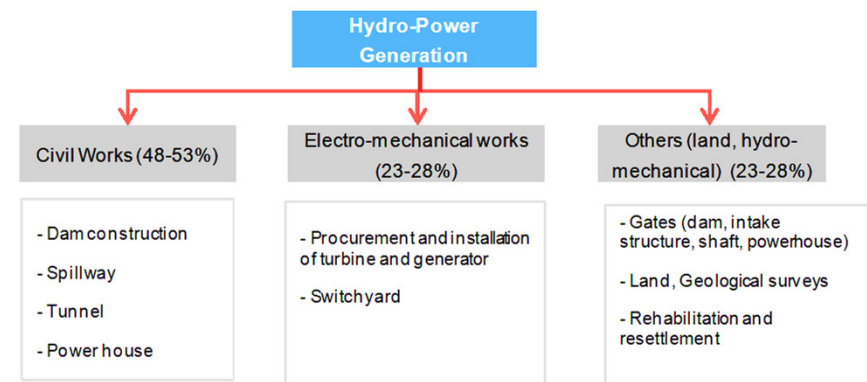 Hydro-Power
Generation
Civil Works (48-53%)
Electro-mechanical works
(23-28%)
Others (land, hydro-
mechanical) (23-28%)
- Dam construction
- Spillway
- Tunnel
- Power house
- Procurement and installation
of turbine and generator
- Switchyard
- Gates (dam, intake
structure, shaft, powerhouse)
- Land, Geological surveys
- Rehabilitation and
resettlement